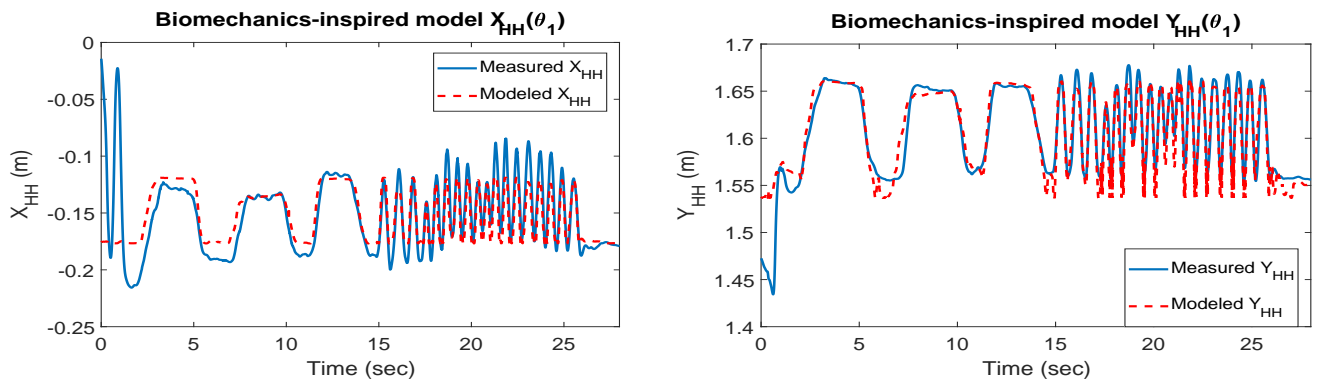 Biomechanics-inspired model X_HH(θ_1)
0
-0.05
-0.1
-0.15
-0.2
-0.25
X_HH (m)
Measured X_HH
Modeled X_HH
0 5 10 15 20 25
Time (sec)
Biomechanics-inspired model Y_HH(θ_1)
1.7
1.65
1.6
1.55
1.5
1.45
1.4
Y_HH (m)
Measured Y_HH
Modeled Y_HH
0 5 10 15 20 25
Time (sec)